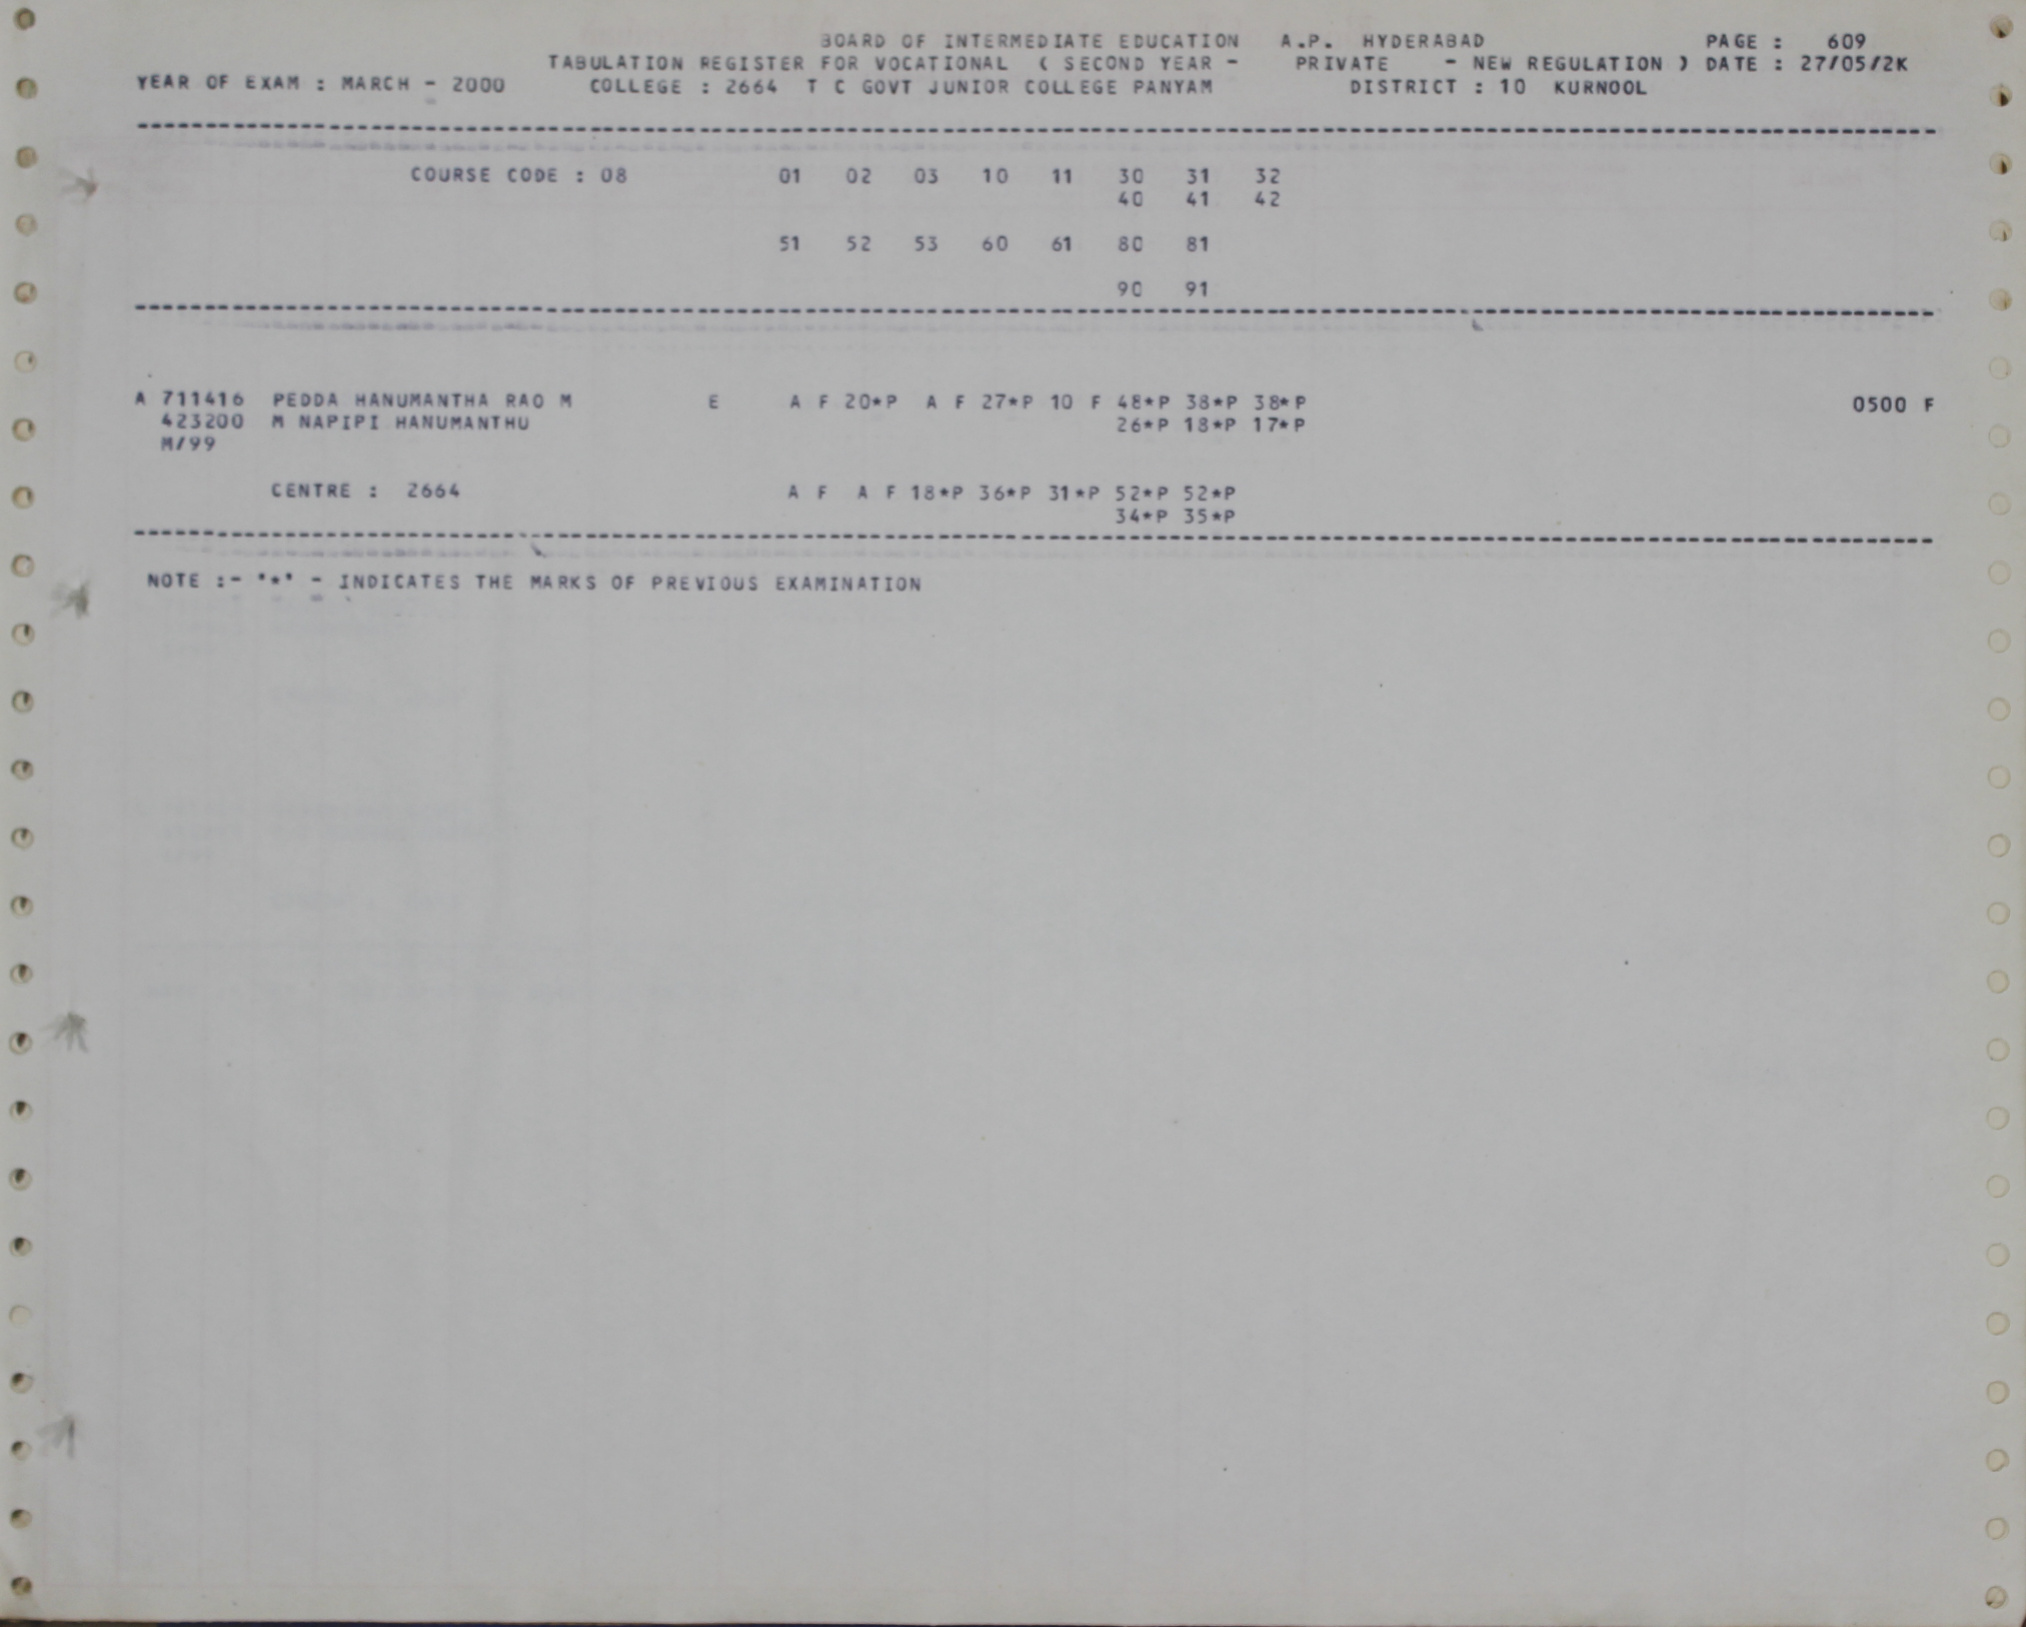 BOARD OF INTERMEDIATE EDUCATION A.P. HYDERABAD PAGE : 609
TABULATION REGISTER FOR VOCATIONAL ( SECOND YEAR - PRIVATE - NEW REGULATION ) DATE : 27/05/2K
YEAR OF EXAM : MARCH - 2000 COLLEGE : 2664 T C GOVT JUNIOR COLLEGE PANYAM DISTRICT : 10 KURNOOL
COURSE CODE : 08 01 02 03 10 11 30 31 32
40 41 42
51 52 53 60 61 80 81
90 91
A 711416 PEDDA HANUMANTHA RAO M E A F 20*P A F 27*P 10 F 48*P 38*P 38*P 0500 F
423200 M NAPIPI HANUMANTHU 26*P 18*P 17*P
M/99
CENTRE : 2664 A F A F 18*P 36*P 31*P 52*P 52*P
34*P 35*P
NOTE :- '*' - INDICATES THE MARKS OF PREVIOUS EXAMINATION